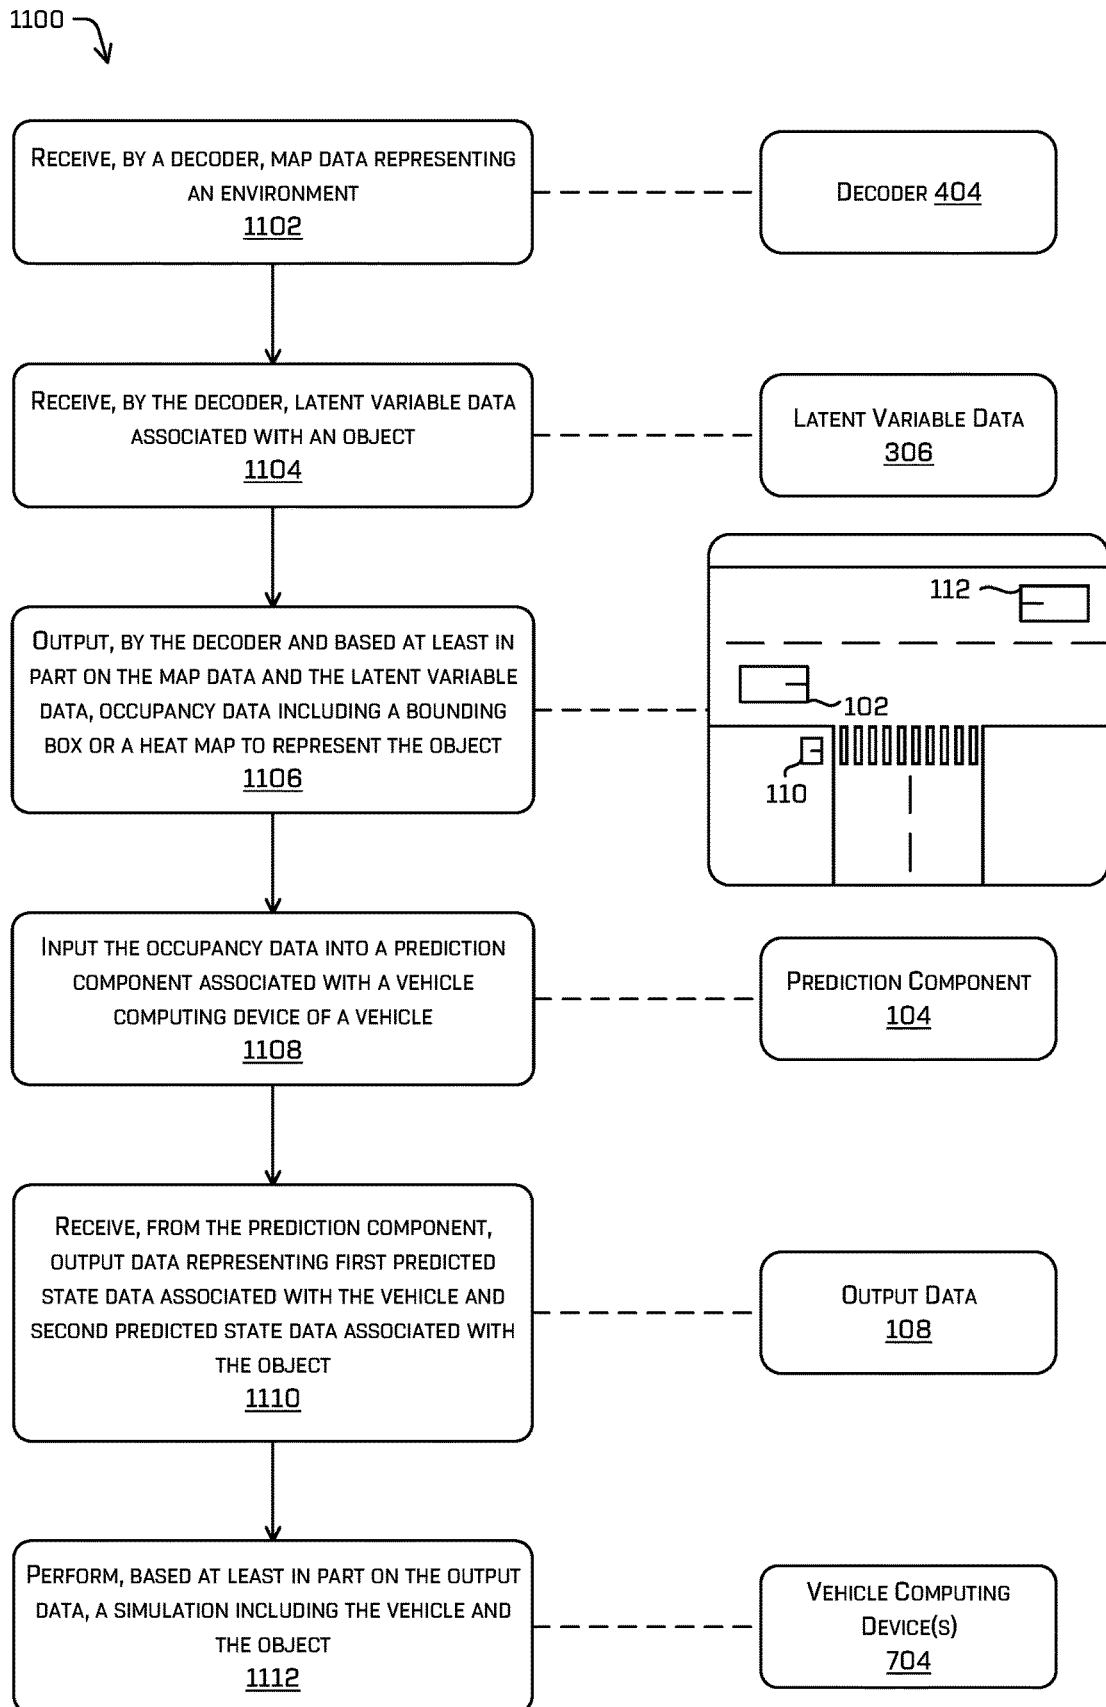 1100
RECEIVE, BY A DECODER, MAP DATA REPRESENTING
AN ENVIRONMENT
1102
DECODER 404
RECEIVE, BY THE DECODER, LATENT VARIABLE DATA
ASSOCIATED WITH AN OBJECT
1104
LATENT VARIABLE DATA
306
OUTPUT, BY THE DECODER AND BASED AT LEAST IN
PART ON THE MAP DATA AND THE LATENT VARIABLE
DATA, OCCUPANCY DATA INCLUDING A BOUNDING
BOX OR A HEAT MAP TO REPRESENT THE OBJECT
1106
112
102
110
INPUT THE OCCUPANCY DATA INTO A PREDICTION
COMPONENT ASSOCIATED WITH A VEHICLE
COMPUTING DEVICE OF A VEHICLE
1108
PREDICTION COMPONENT
104
RECEIVE, FROM THE PREDICTION COMPONENT,
OUTPUT DATA REPRESENTING FIRST PREDICTED
STATE DATA ASSOCIATED WITH THE VEHICLE AND
SECOND PREDICTED STATE DATA ASSOCIATED WITH
THE OBJECT
1110
OUTPUT DATA
108
PERFORM, BASED AT LEAST IN PART ON THE OUTPUT
DATA, A SIMULATION INCLUDING THE VEHICLE AND
THE OBJECT
1112
VEHICLE COMPUTING
DEVICE(S)
704